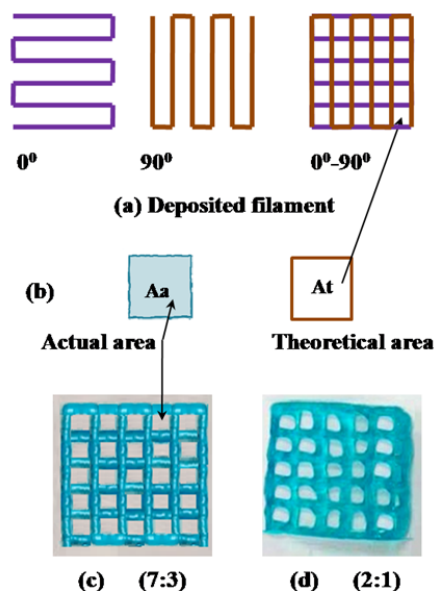 0⁰ 90⁰ 0⁰-90⁰
(a) Deposited filament
(b) Aa At
Actual area Theoretical area
(c) (7:3) (d) (2:1)